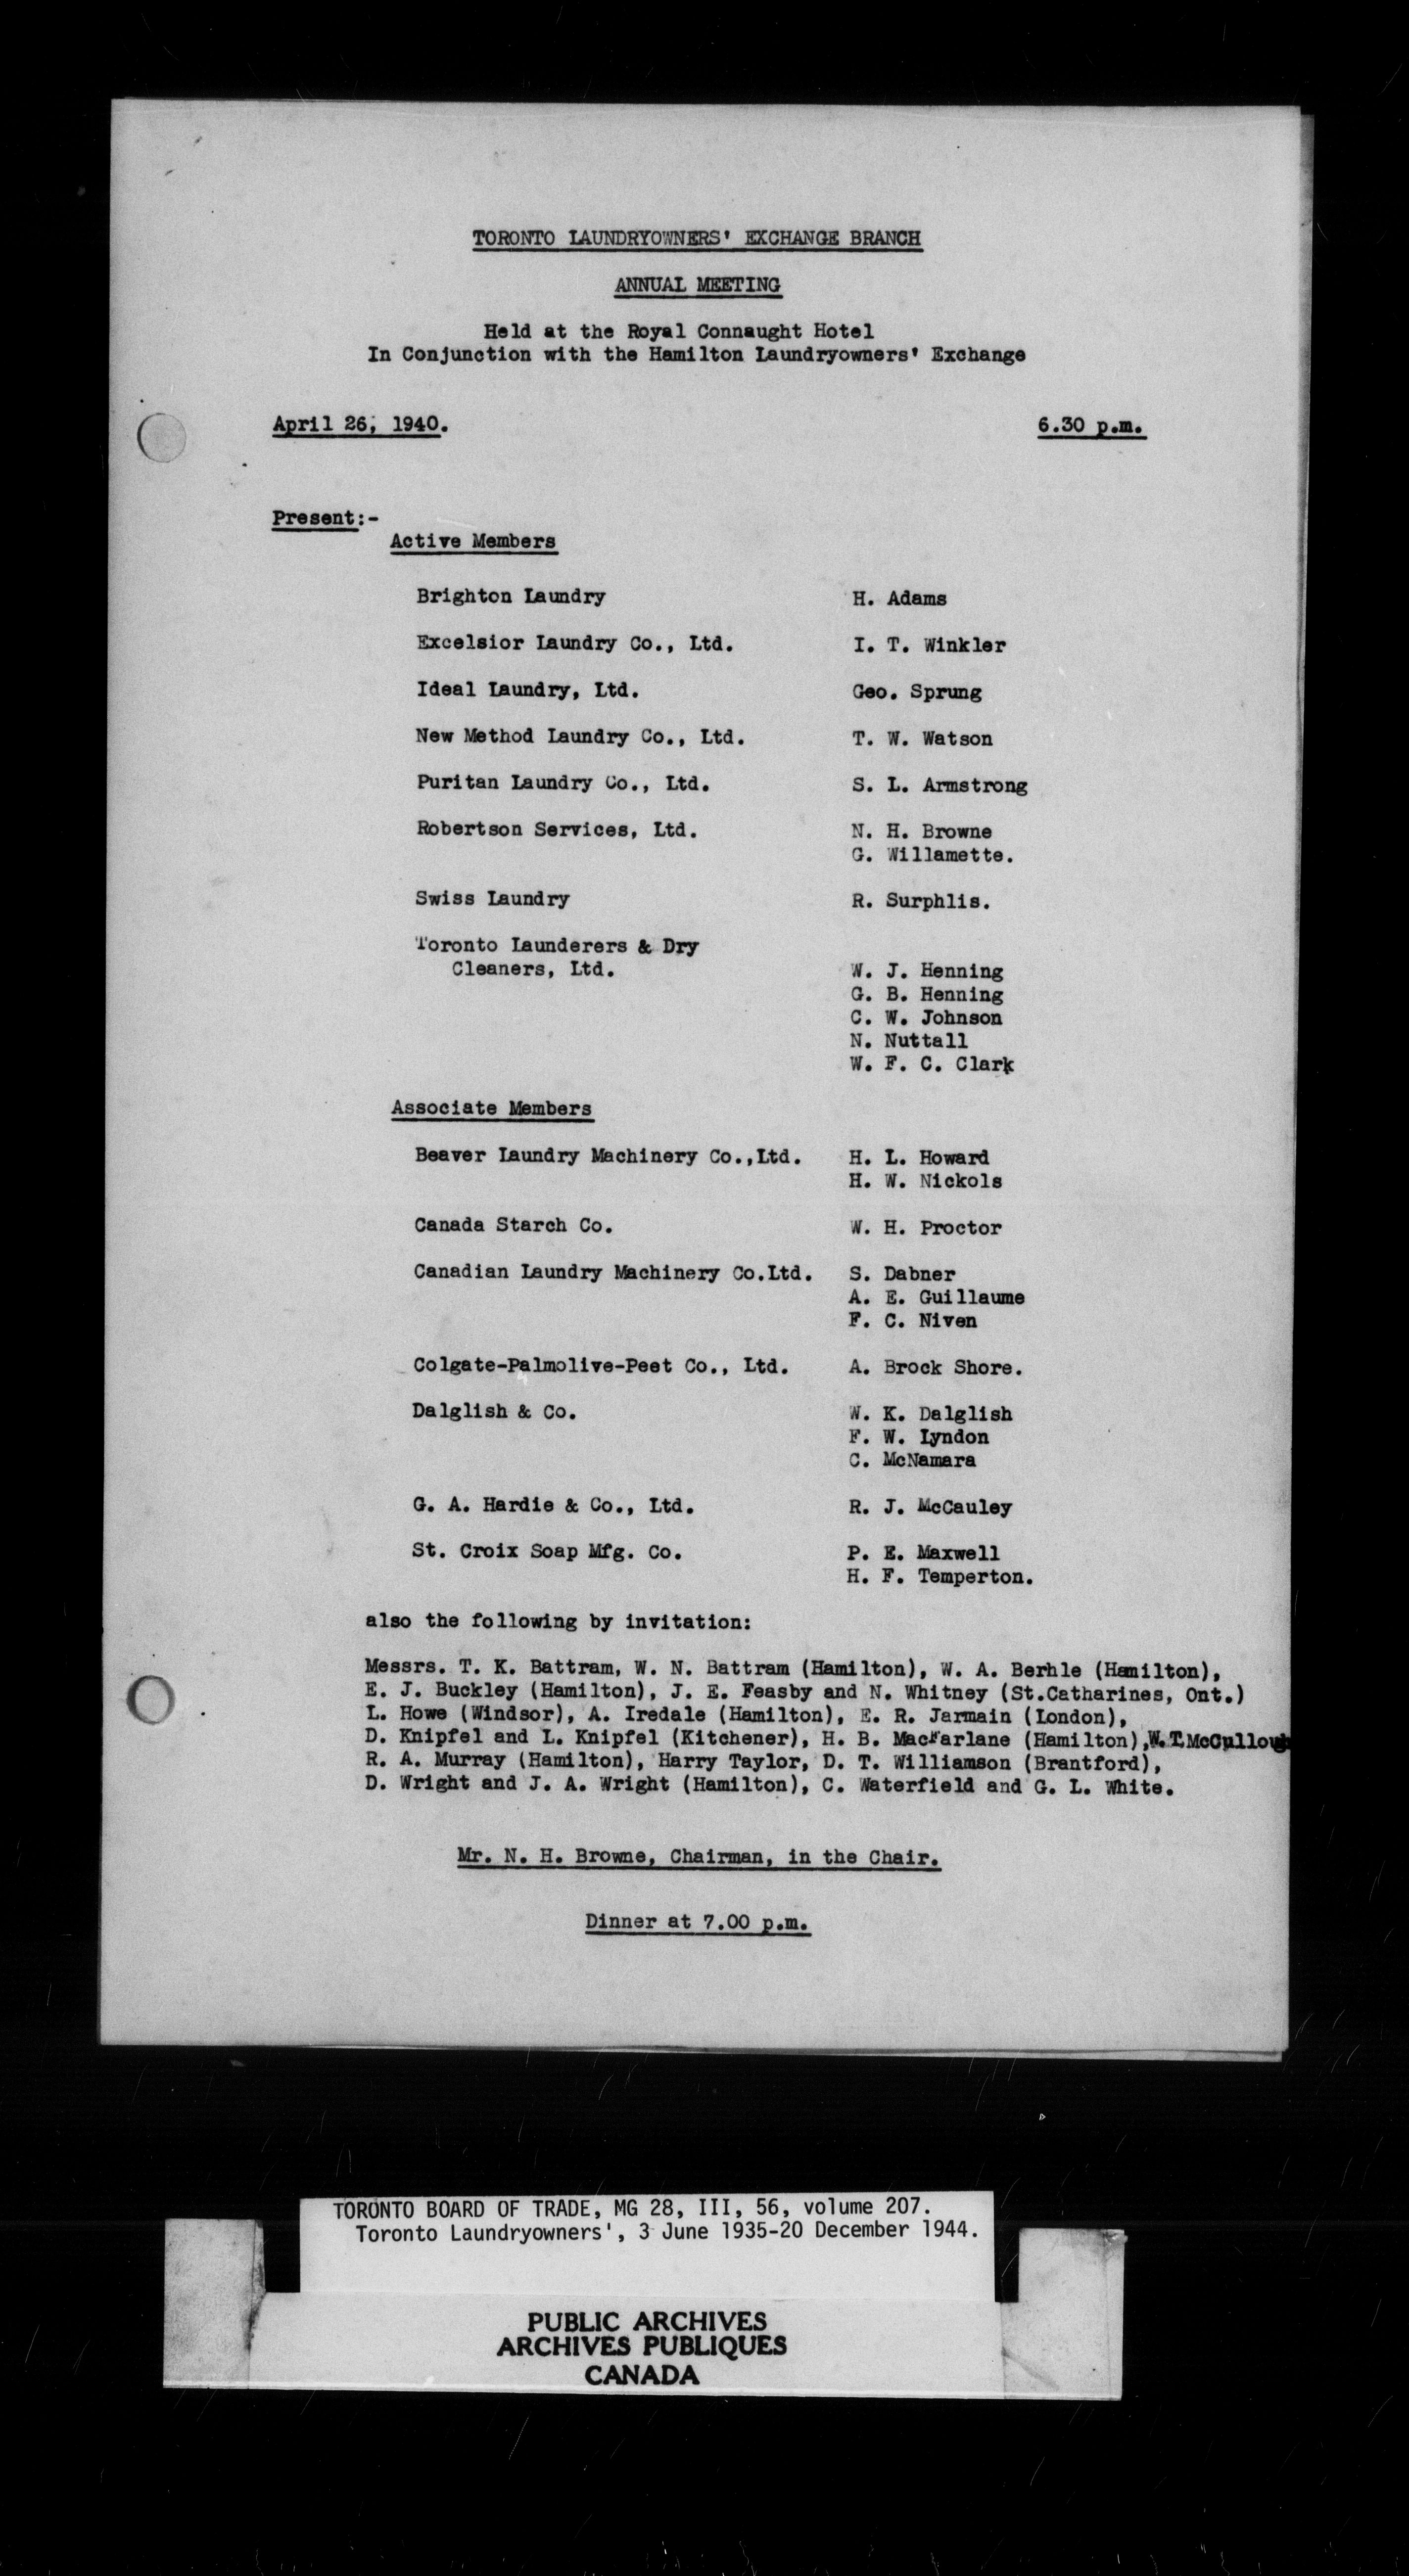 TORONTO LAUNDRYOWNERS' EXCHANGE BRANCH
ANNUAL MEETING
Held at the Royal Connaught Hotel
In Conjunction with the Hamilton Laundryowners' Exchange
April 26, 1940. 6.30 p.m.
Present:-
Active Members
Brighton Laundry H. Adams
Excelsior Laundry Co., Ltd. I. T. Winkler
Ideal Laundry, Ltd. Geo. Sprung
New Method Laundry Co., Ltd. T. W. Watson
Puritan Laundry Co., Ltd. S. L. Armstrong
Robertson Services, Ltd. N. H. Browne
G. Willamette.
Swiss Laundry R. Surphlis.
Toronto Launderers & Dry
Cleaners, Ltd. W. J. Henning
G. B. Henning
C. W. Johnson
N. Nuttall
W. F. C. Clark
Associate Members
Beaver Laundry Machinery Co.,Ltd. H. L. Howard
H. W. Nickols
Canada Starch Co. W. H. Proctor
Canadian Laundry Machinery Co.Ltd. S. Dabner
A. E. Guillaume
F. C. Niven
Colgate-Palmolive-Peet Co., Ltd. A. Brock Shore.
Dalglish & Co. W. K. Dalglish
F. W. Lyndon
C. McNamara
G. A. Hardie & Co., Ltd. R. J. McCauley
St. Croix Soap Mfg. Co. P. E. Maxwell
H. F. Temperton.
also the following by invitation:
Messrs. T. K. Battram, W. N. Battram (Hamilton), W. A. Berhle (Hamilton),
E. J. Buckley (Hamilton), J. E. Feasby and N. Whitney (St.Catharines, Ont.)
L. Howe (Windsor), A. Iredale (Hamilton), E. R. Jarmain (London),
D. Knipfel and L. Knipfel (Kitchener), H. B. MacFarlane (Hamilton),W.T.McCullough
R. A. Murray (Hamilton), Harry Taylor, D. T. Williamson (Brantford),
D. Wright and J. A. Wright (Hamilton), C. Waterfield and G. L. White.
Mr. N. H. Browne, Chairman, in the Chair.
Dinner at 7.00 p.m.
TORONTO BOARD OF TRADE, MG 28, III, 56, volume 207.
Toronto Laundryowners', 3 June 1935-20 December 1944.
PUBLIC ARCHIVES
ARCHIVES PUBLIQUES
CANADA